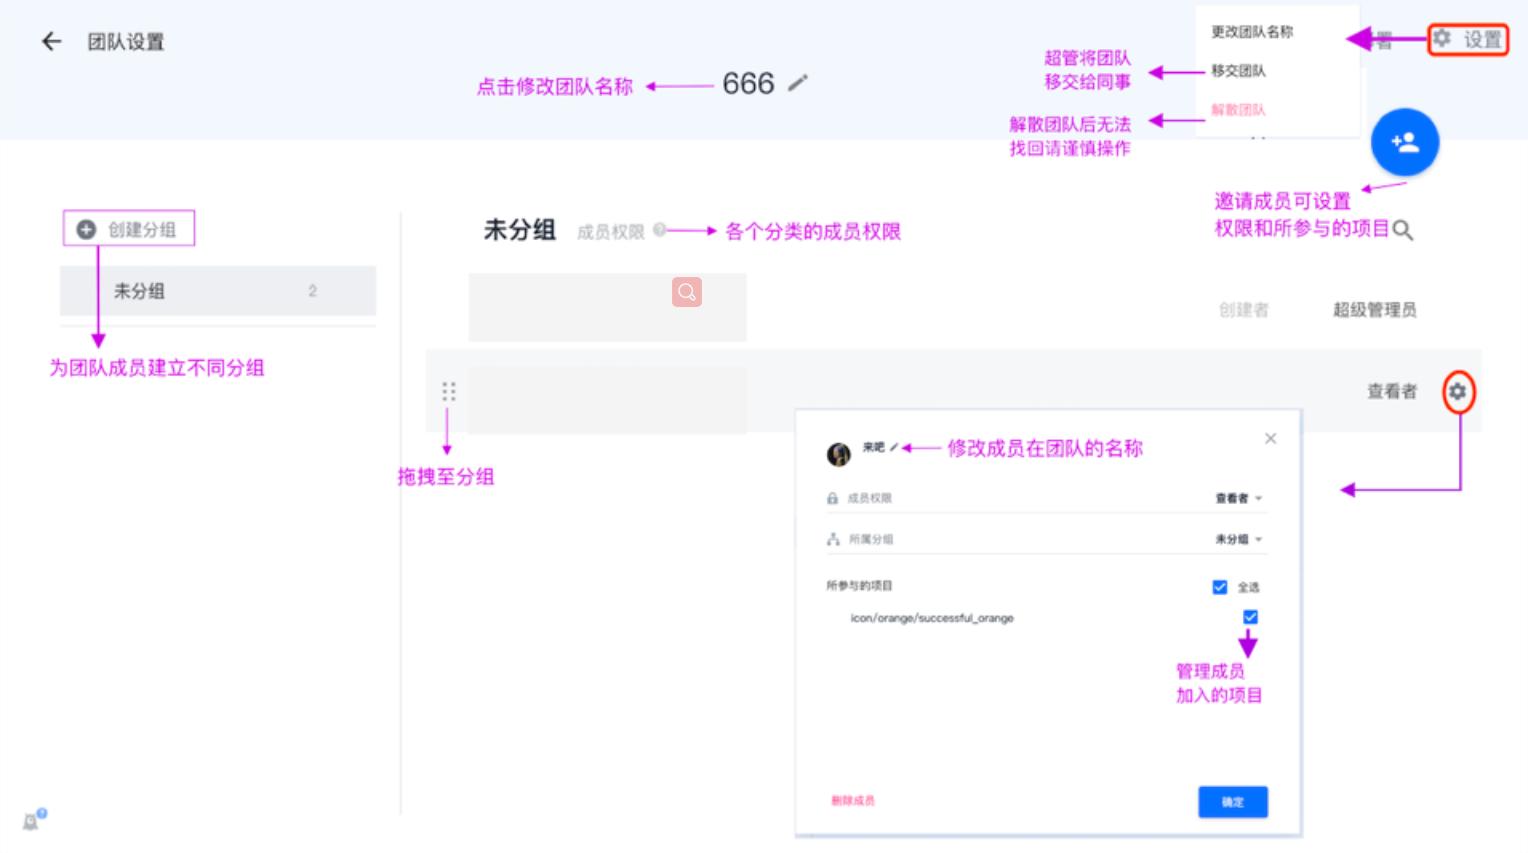 团队设置
点击修改团队名称
666
更改团队名称
移交团队
解散团队
设置
超管将团队
移交给同事
解散团队后无法
找回请谨慎操作
邀请成员可设置
权限和所参与的项目
创建分组
未分组
2
为团队成员建立不同分组
未分组
成员权限
各个分类的成员权限
创建者
超级管理员
查看者
拖拽至分组
来吧
修改成员在团队的名称
成员权限
查看者
所属分组
未分组
所参与的项目
全选
icon/orange/successful_orange
管理成员
加入的项目
删除成员
确定